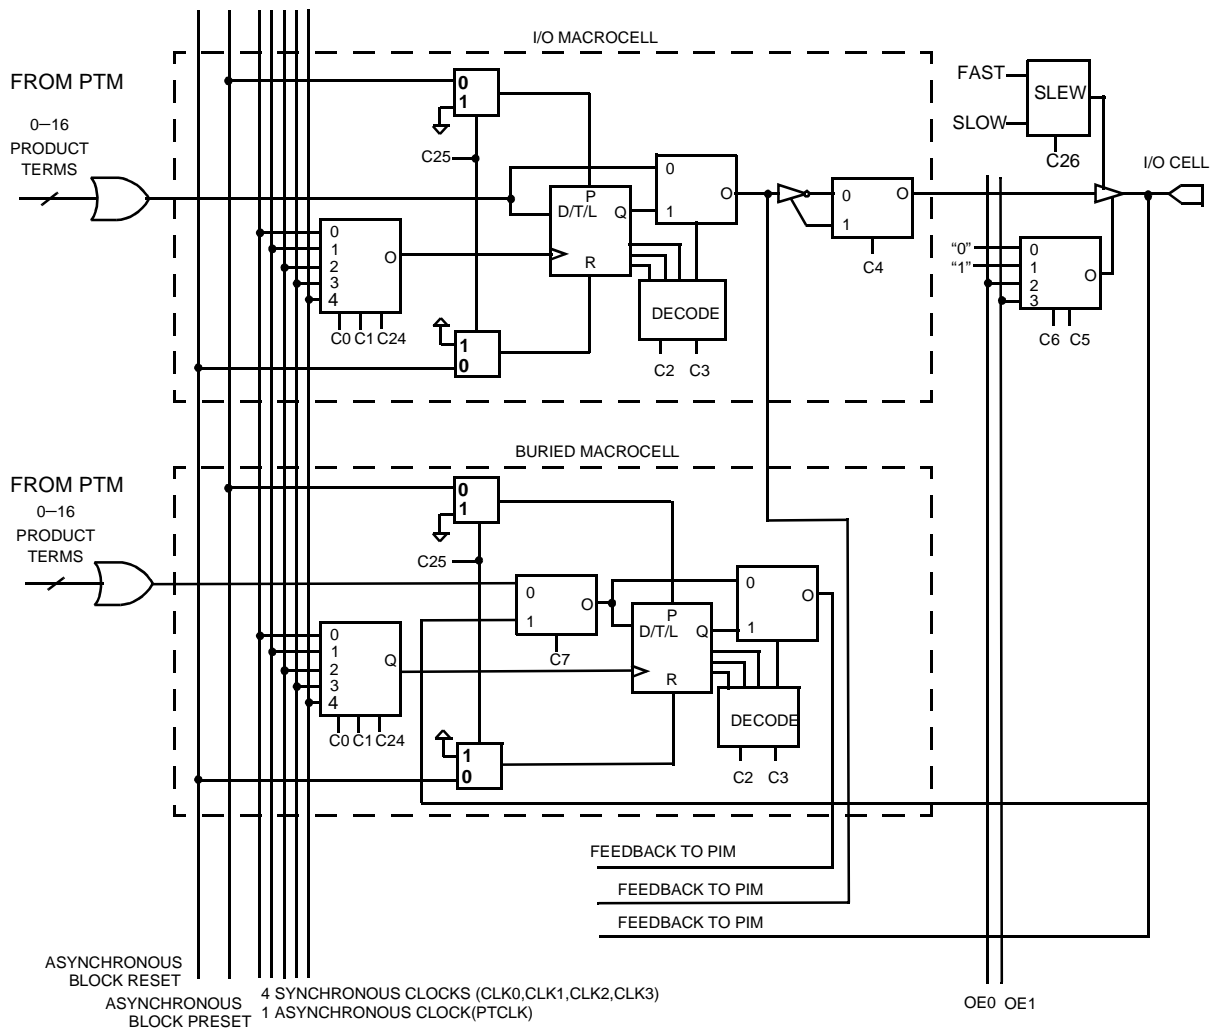 I/O MACROCELL
FROM PTM
0–16
PRODUCT
TERMS
0
1
C25
FAST
SLOW
SLEW
C26
I/O CELL
0
1
2
3
4
O
C0 C1 C24
P
D/T/L Q
R
0
1
O
DECODE
C2 C3
0
1
O
C4
“0”
“1”
0
1
2
3
O
C6 C5
1
0
BURIED MACROCELL
FROM PTM
0–16
PRODUCT
TERMS
0
1
C25
0
1
O
C7
0
1
2
3
4
Q
C0 C1 C24
P
D/T/L Q
R
0
1
O
DECODE
C2 C3
1
0
FEEDBACK TO PIM
FEEDBACK TO PIM
FEEDBACK TO PIM
ASYNCHRONOUS
BLOCK RESET
ASYNCHRONOUS
BLOCK PRESET
4 SYNCHRONOUS CLOCKS (CLK0,CLK1,CLK2,CLK3)
1 ASYNCHRONOUS CLOCK(PTCLK)
OE0 OE1